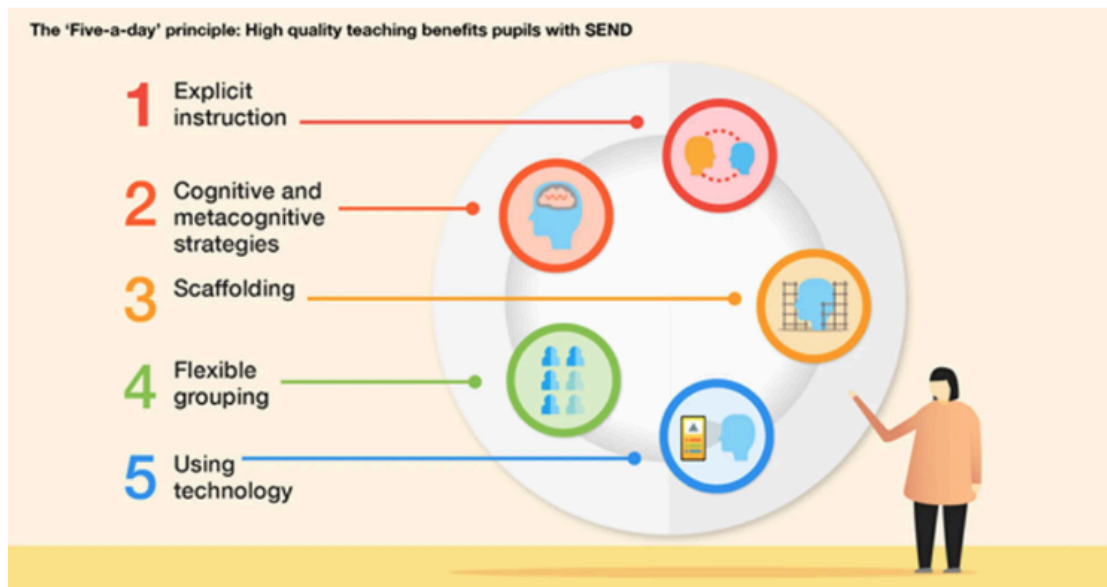 The 'Five-a-day' principle: High quality teaching benefits pupils with SEND
1 Explicit
instruction
2 Cognitive and
metacognitive
strategies
3 Scaffolding
4 Flexible
grouping
5 Using
technology